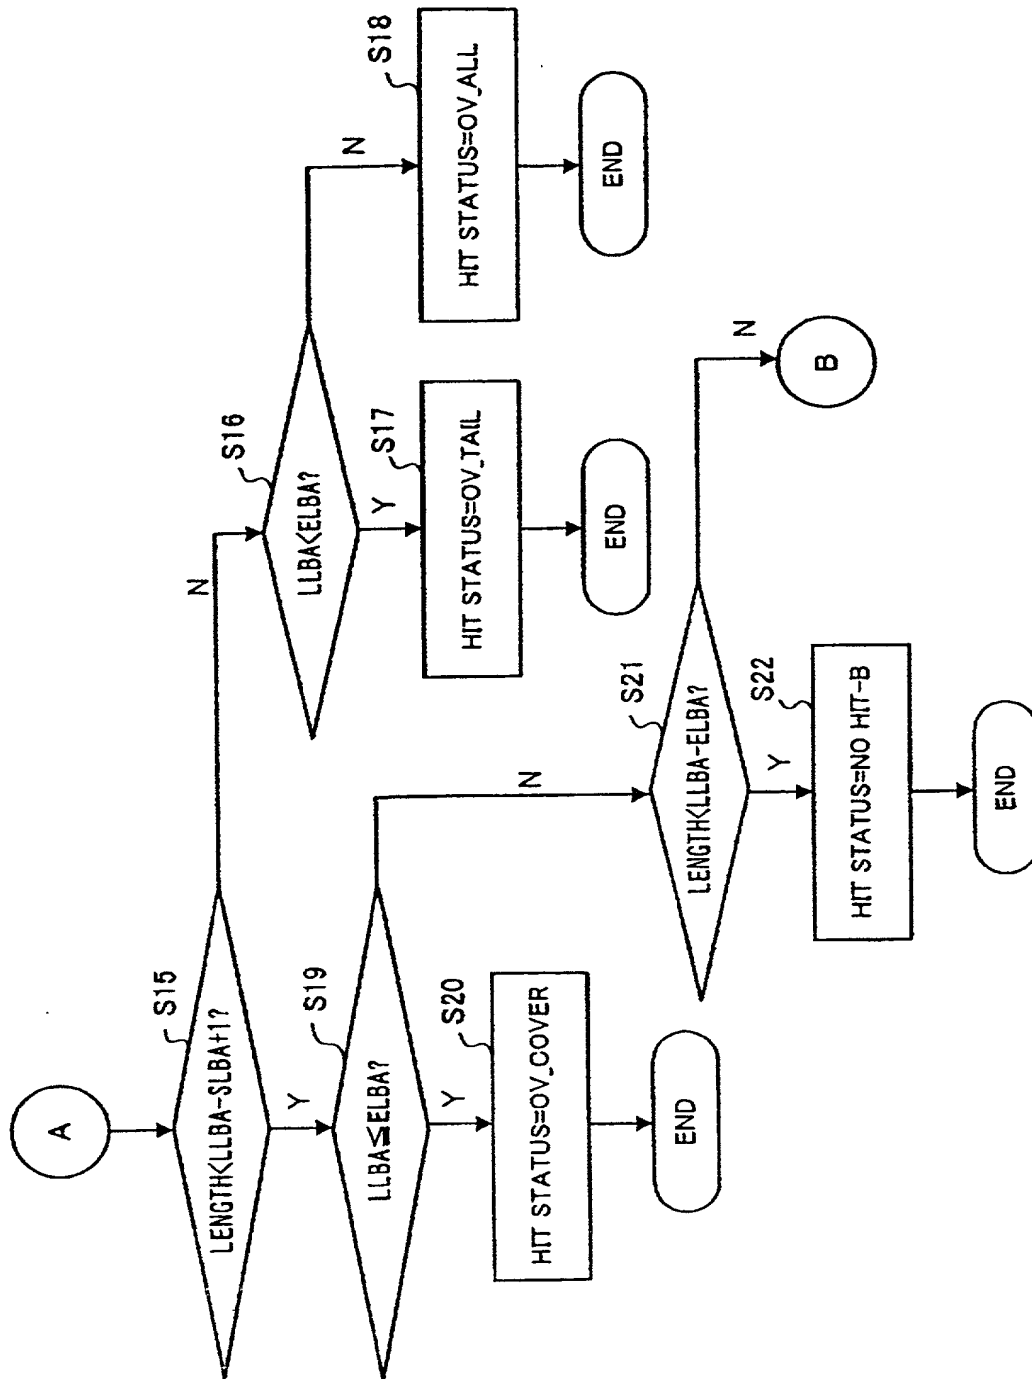 A
S15
LENGTH<LLBA-SLBA+1?
N
Y
S16
LLBA<ELBA?
N
Y
S17
HIT STATUS=OV_TAIL
END
S18
HIT STATUS=OV_ALL
END
S19
LLBA≦ELBA?
N
Y
S20
HIT STATUS=OV_COVER
END
S21
LENGTH<LLBA-ELBA?
N
Y
B
S22
HIT STATUS=NO HIT-B
END